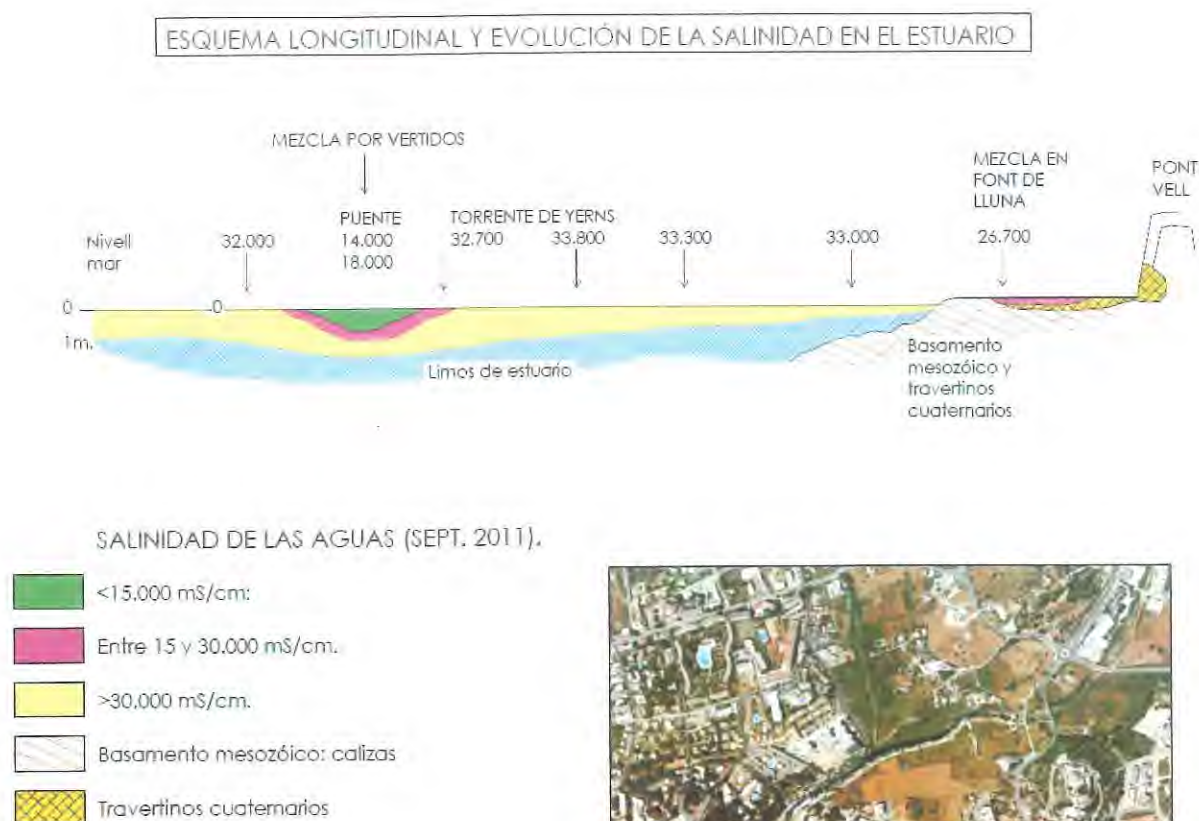 ESQUEMA LONGITUDINAL Y EVOLUCIÓN DE LA SALINIDAD EN EL ESTUARIO
MEZCLA POR VERTIDOS
MEZCLA EN
FONT DE
LLUNA
PONT
VELL
Nivell
mar
32.000
PUENTE
14.000
18.000
TORRENTE DE YERNS
32.700
33.800
33.300
33.000
26.700
0
0
1m.
Limos de estuario
Basamento
mesozóico y
travertinos
cuaternarios
SALINIDAD DE LAS AGUAS (SEPT. 2011).
<15.000 mS/cm:
Entre 15 y 30.000 mS/cm.
>30.000 mS/cm.
Basamento mesozóico: calizas
Travertinos cuaternarios